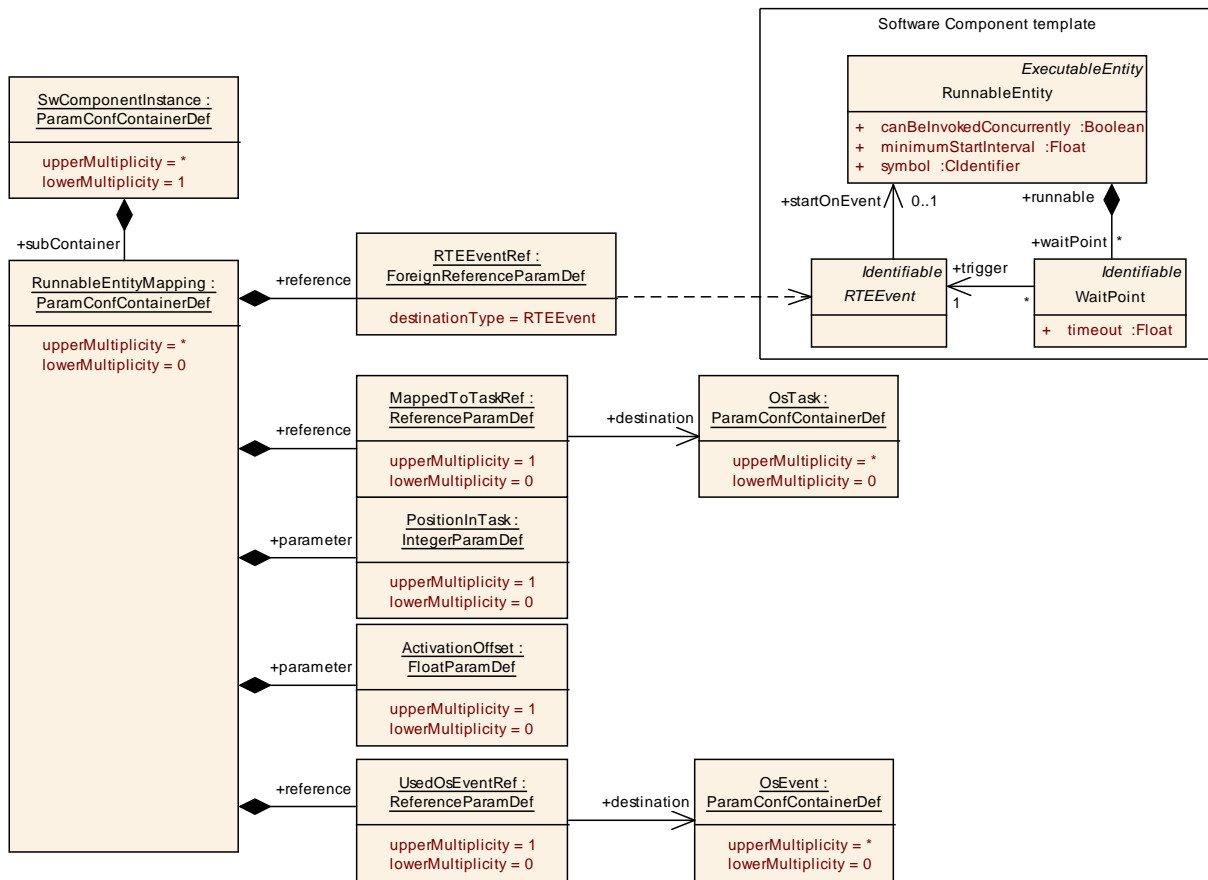 Software Component template
ExecutableEntity
RunnableEntity
+ canBeInvokedConcurrently :Boolean
+ minimumStartInterval :Float
+ symbol :CIdentifier
SwComponentInstance :
ParamConfContainerDef
upperMultiplicity = *
lowerMultiplicity = 1
+startOnEvent
0..1
+runnable
+subContainer
+waitPoint
*
RunnableEntityMapping :
ParamConfContainerDef
upperMultiplicity = *
lowerMultiplicity = 0
+reference
RTEEventRef :
ForeignReferenceParamDef
destinationType = RTEEvent
Identifiable
RTEEvent
+trigger
1
*
Identifiable
WaitPoint
+ timeout :Float
+reference
MappedToTaskRef :
ReferenceParamDef
upperMultiplicity = 1
lowerMultiplicity = 0
+destination
OsTask :
ParamConfContainerDef
upperMultiplicity = *
lowerMultiplicity = 0
+parameter
PositionInTask :
IntegerParamDef
upperMultiplicity = 1
lowerMultiplicity = 0
+parameter
ActivationOffset :
FloatParamDef
upperMultiplicity = 1
lowerMultiplicity = 0
+reference
UsedOsEventRef :
ReferenceParamDef
upperMultiplicity = 1
lowerMultiplicity = 0
+destination
OsEvent :
ParamConfContainerDef
upperMultiplicity = *
lowerMultiplicity = 0